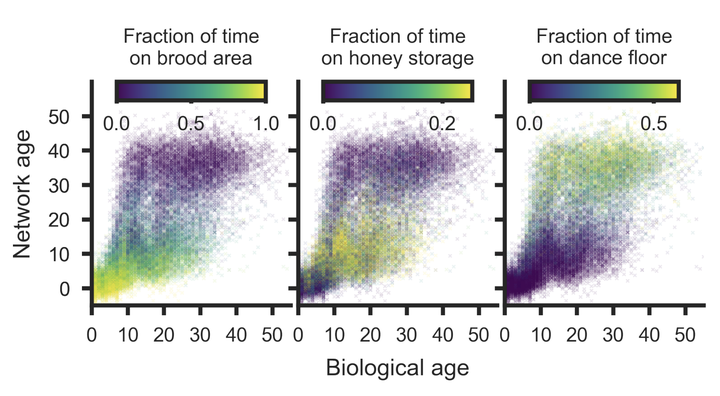 Fraction of time
on brood area
Fraction of time
on honey storage
Fraction of time
on dance floor
0.0 0.5 1.0
0.0 0.2
0.0 0.5
Network age
50
40
30
20
10
0
0 10 20 30 40 50
0 10 20 30 40 50
0 10 20 30 40 50
Biological age